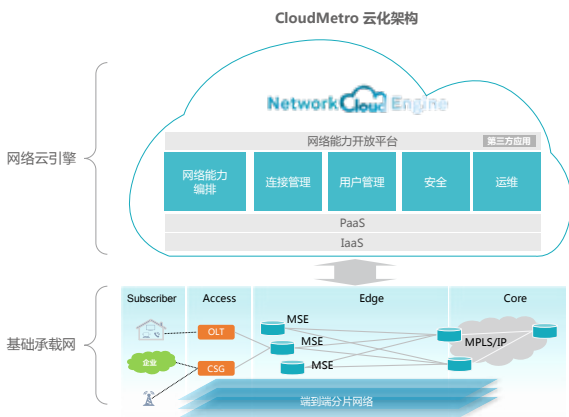 CloudMetro 云化架构
NetworkCloud Engine
网络云引擎
网络能力开放平台
第三方应用
网络能力
编排
连接管理
用户管理
安全
运维
PaaS
IaaS
基础承载网
Subscriber
Access
Edge
Core
OLT
企业
CSG
MSE
MSE
MSE
MPLS/IP
端到端分片网络